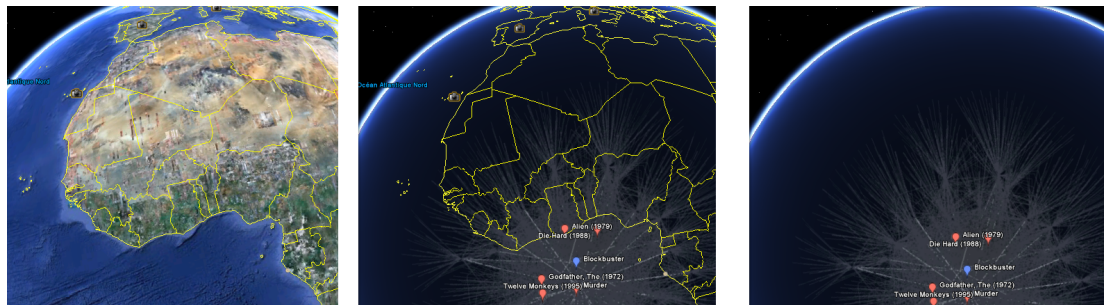 antique Nord
Océan Atlantique Nord
Alien (1979)
Die Hard (1988)
Blockbuster
Godfather, The (1972)
Twelve Monkeys (1995)
Murder
Alien (1979)
Die Hard (1988)
Blockbuster
Godfather, The (1972)
Twelve Monkeys (1995)
Murder